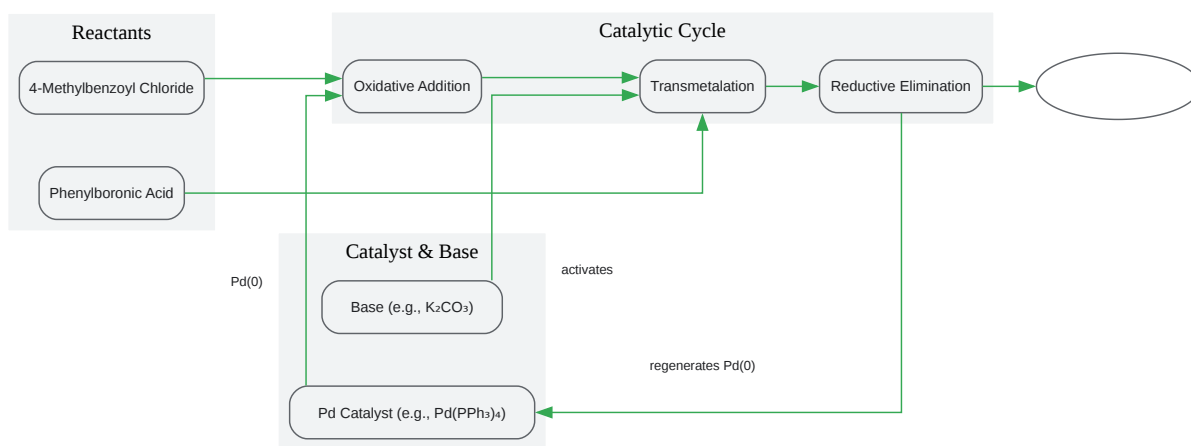 Reactants
4-Methylbenzoyl Chloride
Phenylboronic Acid
Catalytic Cycle
Oxidative Addition
Transmetalation
Reductive Elimination
Catalyst & Base
Base (e.g., K₂CO₃)
Pd Catalyst (e.g., Pd(PPh₃)₄)
Pd(0)
activates
regenerates Pd(0)